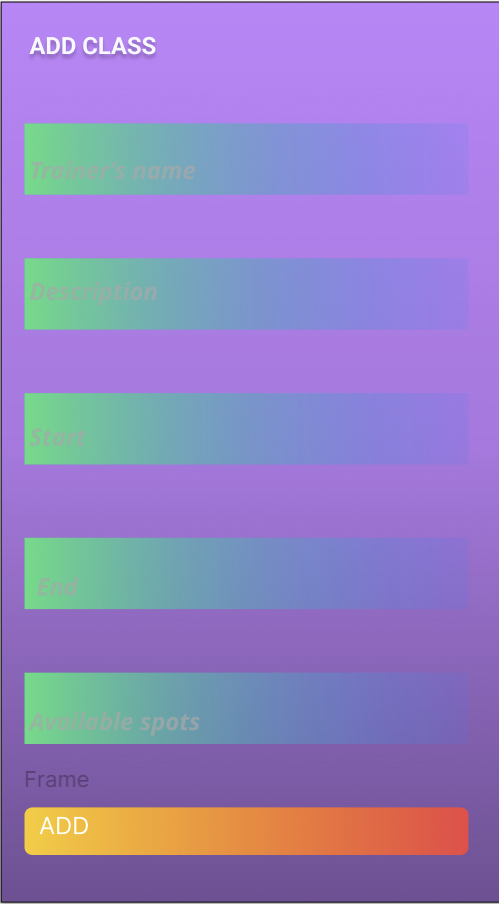 ADD CLASS
Trainer's name
Description
Start
End
Available spots
Frame
ADD